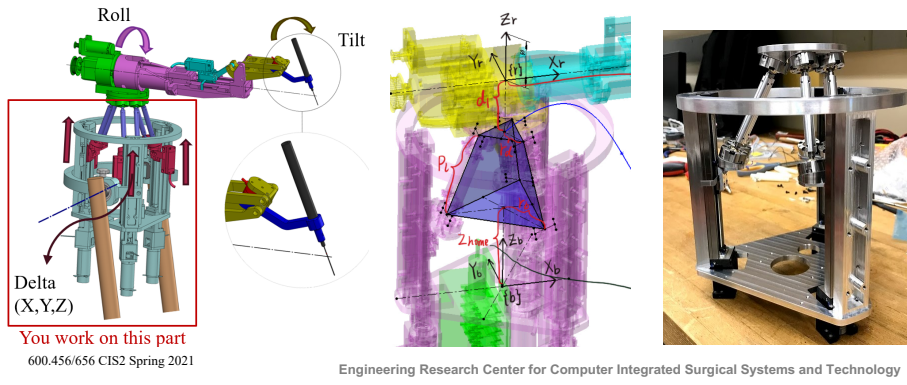 Roll
Tilt
Delta
(X,Y,Z)
You work on this part
600.456/656 CIS2 Spring 2021
Zr
Yr
{r}
Xr
d1
Pi
Zhome
Zb
Yb
Xb
{b}
Engineering Research Center for Computer Integrated Surgical Systems and Technology